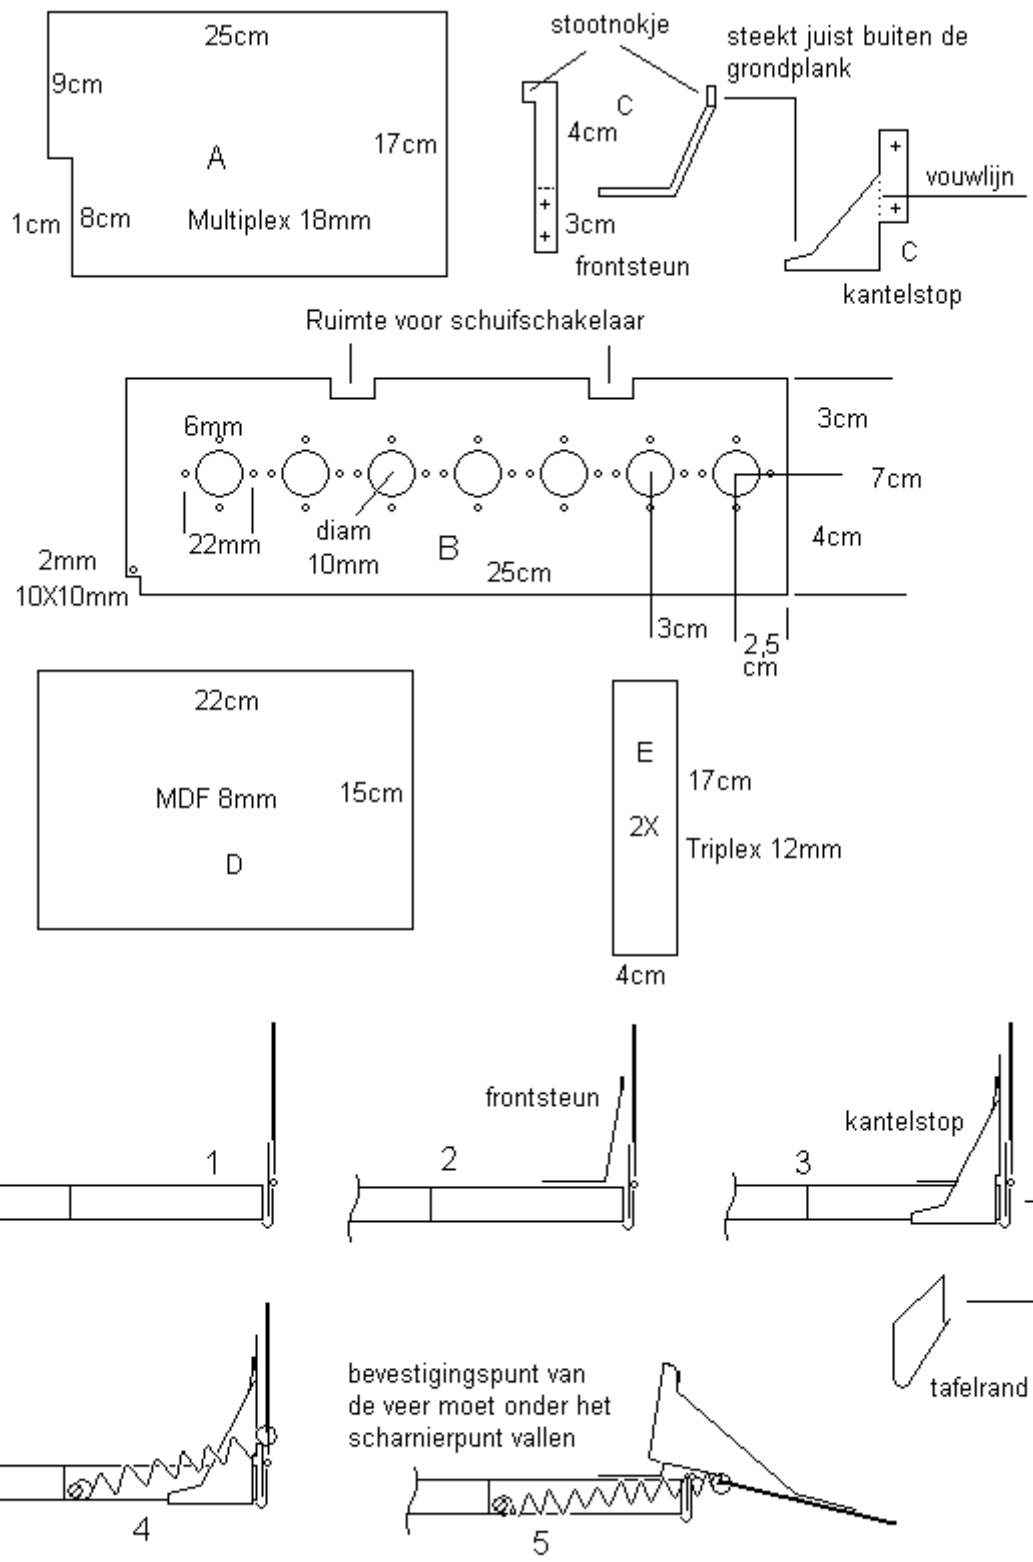 25cm
9cm
A
17cm
1cm
8cm
Multiplex 18mm
stootnokje
C
4cm
3cm
frontsteun
steekt juist buiten de
grondplank
vouwlijn
C
kantelstop
Ruimte voor schuifschakelaar
6mm
22mm
diam
10mm
B
25cm
2mm
10X10mm
3cm
7cm
4cm
3cm
2,5
cm
22cm
MDF 8mm
15cm
D
E
2X
17cm
Triplex 12mm
4cm
1
frontsteun
2
kantelstop
3
tafelrand
4
bevestigingspunt van
de veer moet onder het
scharnierpunt vallen
5